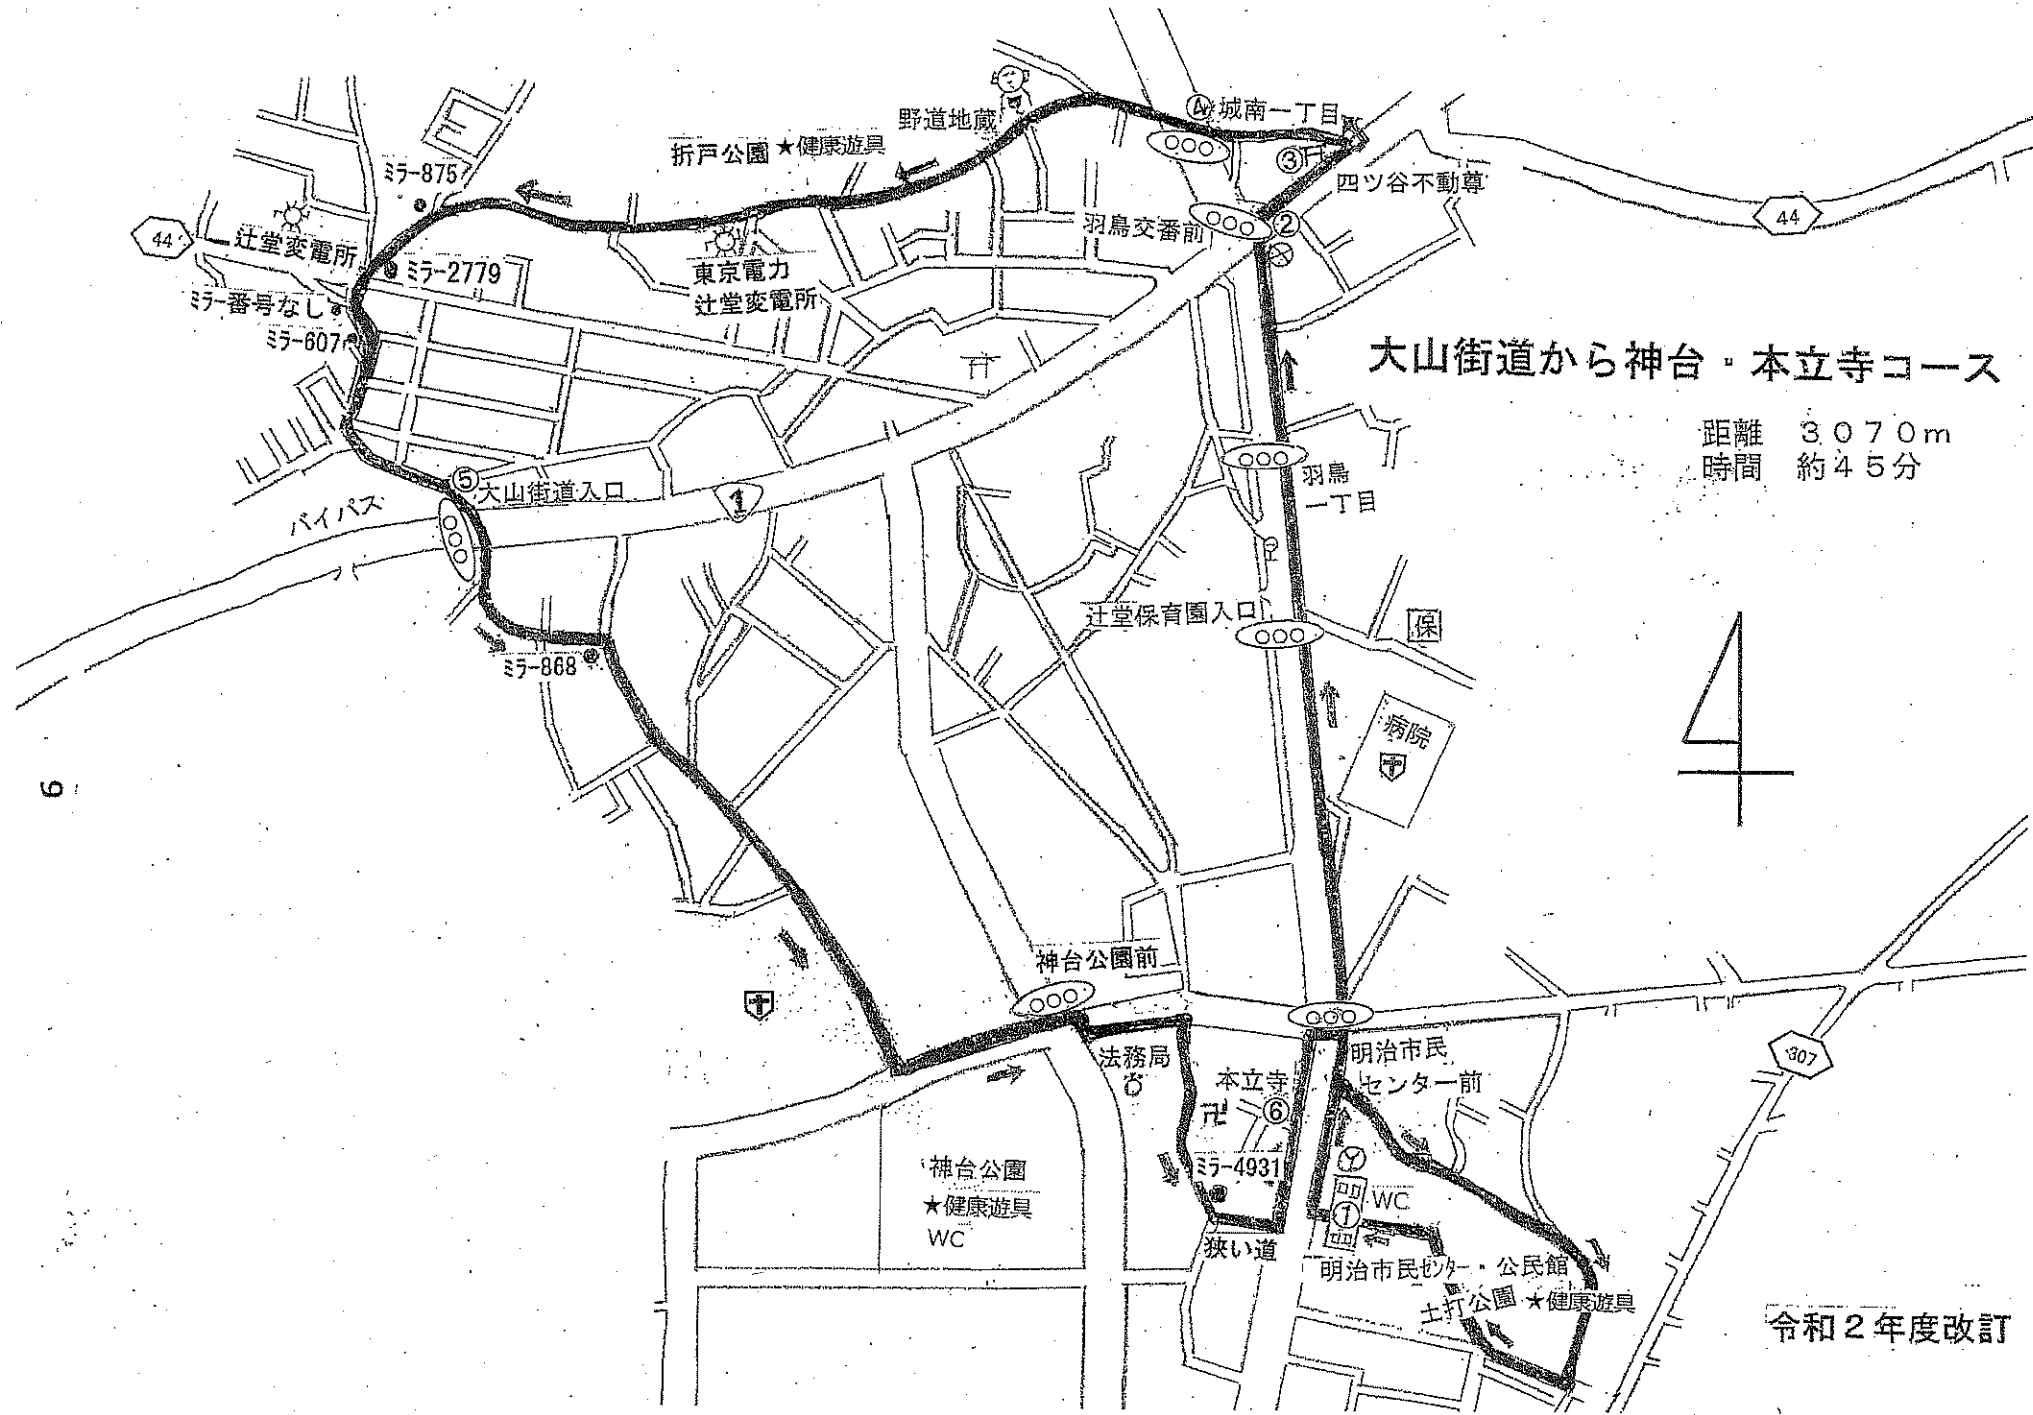 大山街道から神台・本立寺コース
距離 3070m
時間 約45分
④城南一丁目
野道地蔵
折戸公園 ★健康遊具
③
四ツ谷不動尊
ミラー875
44
44
羽鳥交番前
②
辻堂変電所
ミラー2779
東京電力
辻堂変電所
ミラー番号なし
ミラー607
羽鳥
一丁目
⑤
大山街道入口
1
バイパス
辻堂保育園入口
保
ミラー868
病院
6
神台公園前
法務局
明治市民
センター前
307
本立寺
⑥
卍
ミラー4931
神台公園
★健康遊具
WC
Y
WC
①
狭い道
明治市民センター・公民館
土打公園 ★健康遊具
令和2年度改訂